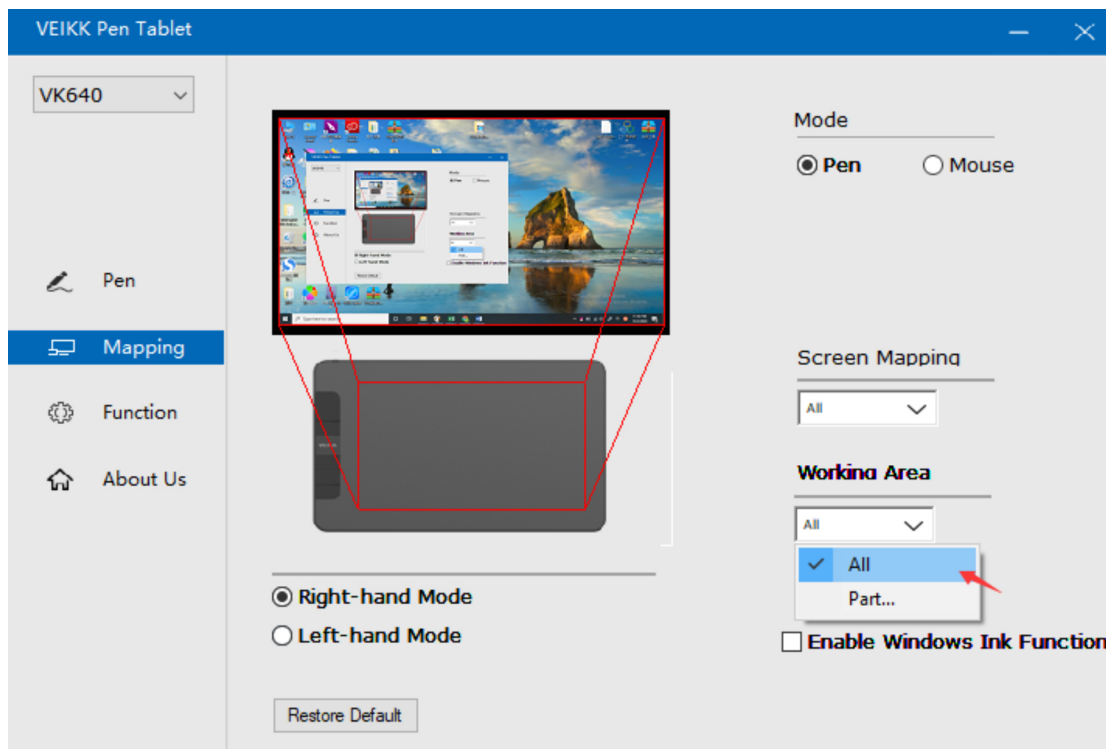 VEIKK Pen Tablet
VK640
Pen
Mapping
Function
About Us
Right-hand Mode
Left-hand Mode
Restore Default
Mode
Pen
Mouse
Screen Mapping
All
Working Area
All
All
Part...
Enable Windows Ink Function